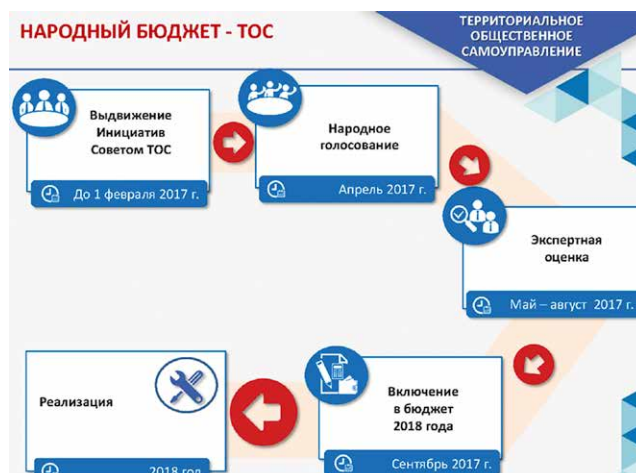 НАРОДНЫЙ БЮДЖЕТ - ТОС
ТЕРРИТОРИАЛЬНОЕ
ОБЩЕСТВЕННОЕ
САМОУПРАВЛЕНИЕ
Выдвижение
Инициатив
Советом ТОС
До 1 февраля 2017 г.
Народное
голосование
Апрель 2017 г.
Экспертная
оценка
Май – август 2017 г.
Включение
в бюджет
2018 года
Сентябрь 2017 г.
Реализация
2018 год